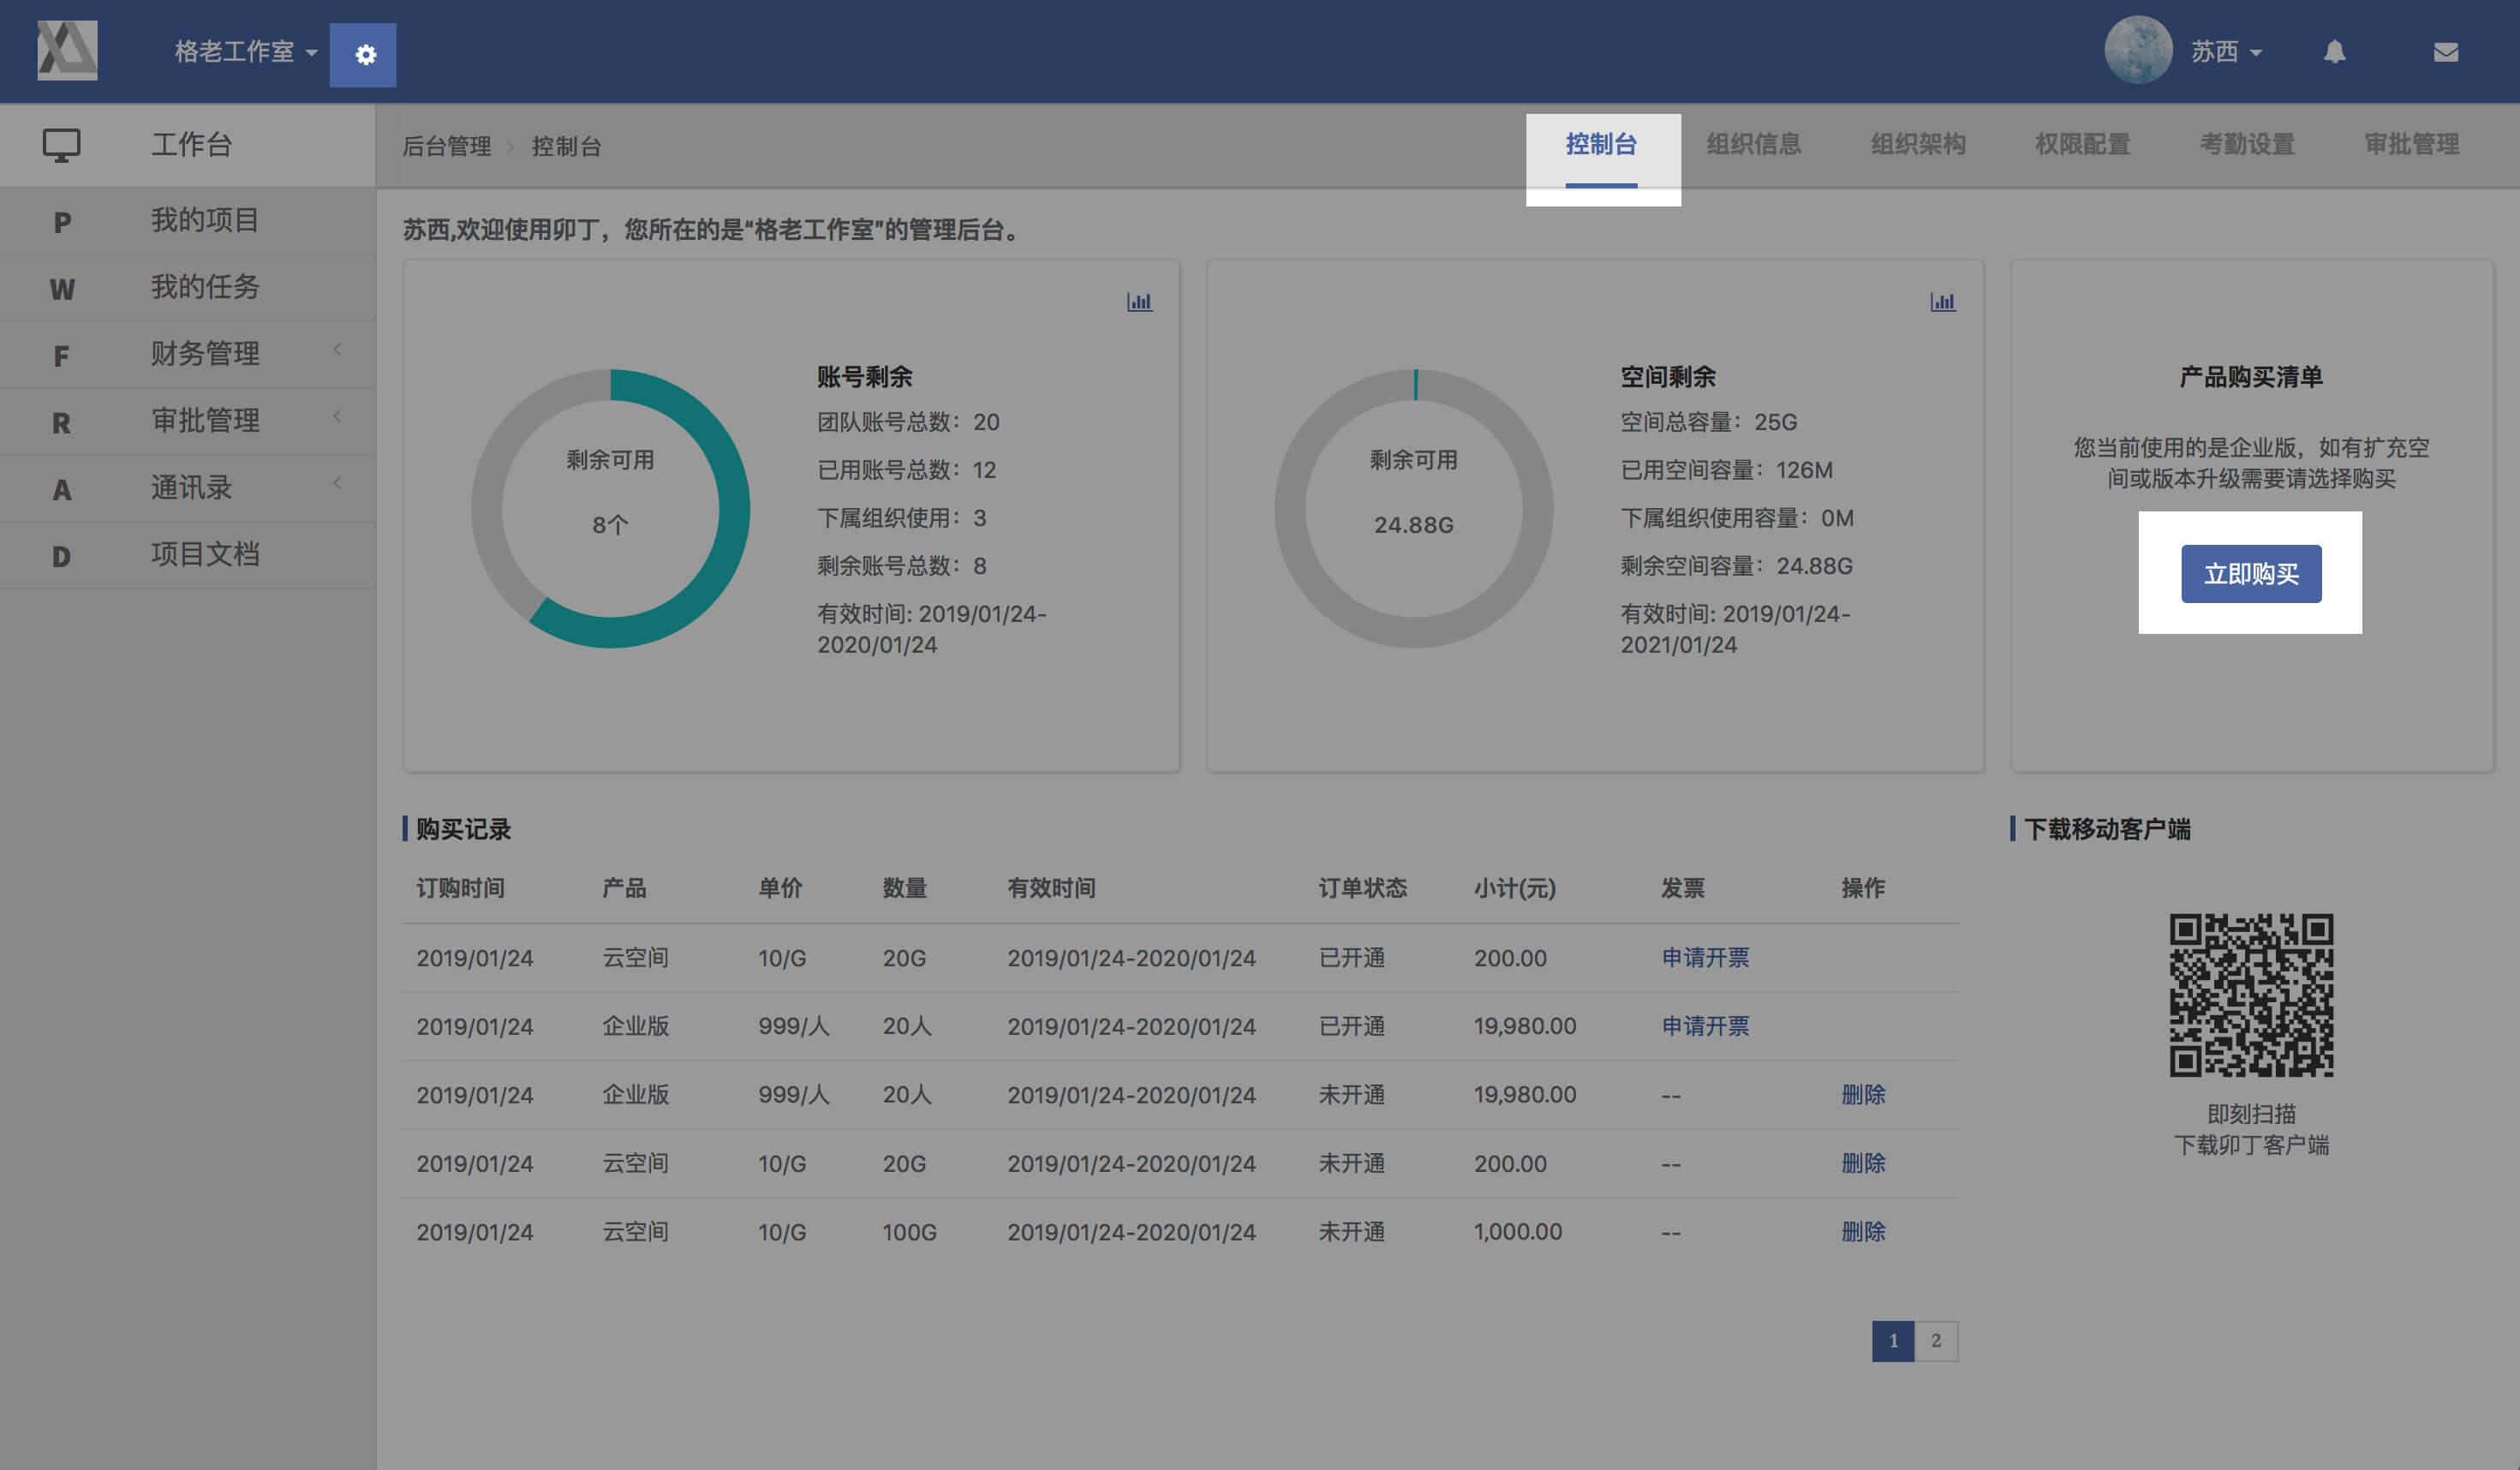 格老工作室
苏西
工作台
P 我的项目
W 我的任务
F 财务管理
R 审批管理
A 通讯录
D 项目文档
后台管理 控制台
控制台 组织信息 组织架构 权限配置 考勤设置 审批管理
苏西,欢迎使用卯丁，您所在的是“格老工作室”的管理后台。
剩余可用
8个
账号剩余
团队账号总数：20
已用账号总数：12
下属组织使用：3
剩余账号总数：8
有效时间: 2019/01/24-
2020/01/24
剩余可用
24.88G
空间剩余
空间总容量：25G
已用空间容量：126M
下属组织使用容量：0M
剩余空间容量：24.88G
有效时间: 2019/01/24-
2021/01/24
产品购买清单
您当前使用的是企业版，如有扩充空
间或版本升级需要请选择购买
立即购买
购买记录
订购时间 产品 单价 数量 有效时间 订单状态 小计(元) 发票 操作
2019/01/24 云空间 10/G 20G 2019/01/24-2020/01/24 已开通 200.00 申请开票
2019/01/24 企业版 999/人 20人 2019/01/24-2020/01/24 已开通 19,980.00 申请开票
2019/01/24 企业版 999/人 20人 2019/01/24-2020/01/24 未开通 19,980.00 -- 删除
2019/01/24 云空间 10/G 20G 2019/01/24-2020/01/24 未开通 200.00 -- 删除
2019/01/24 云空间 10/G 100G 2019/01/24-2020/01/24 未开通 1,000.00 -- 删除
1 2
下载移动客户端
即刻扫描
下载卯丁客户端